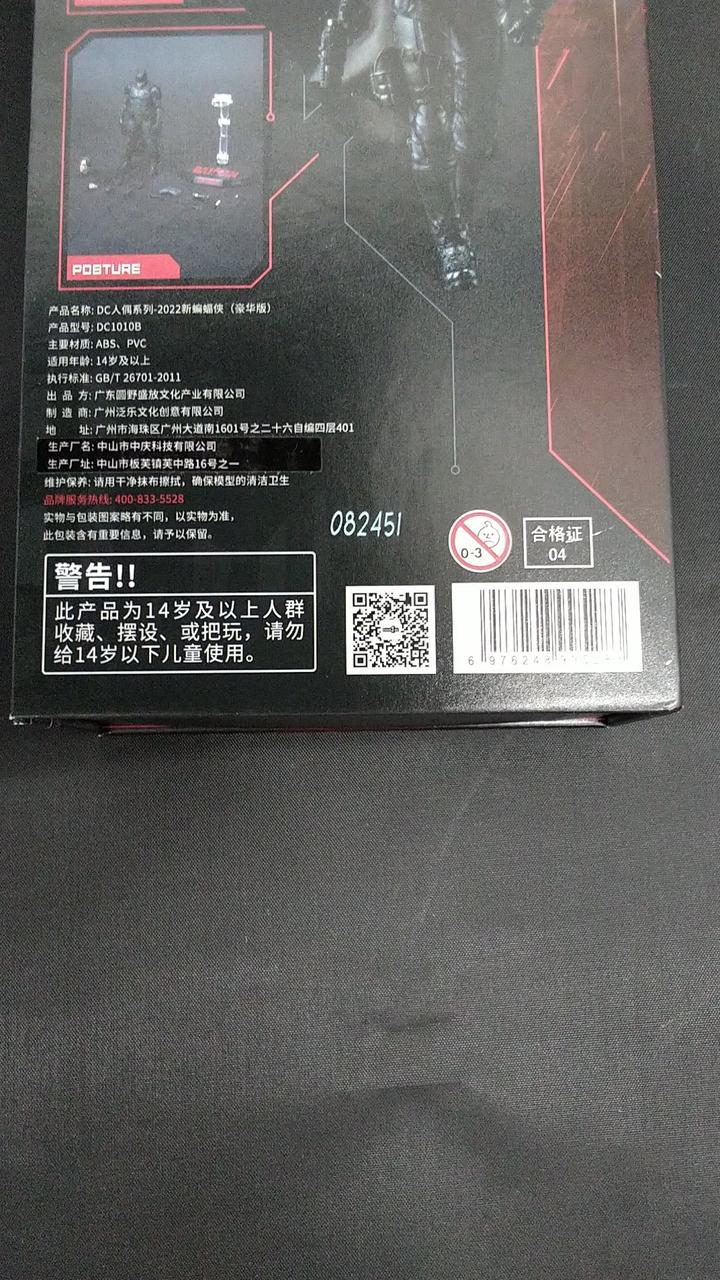 POSTURE
产品名称: DC人偶系列-2022新蝙蝠侠（豪华版）
产品型号: DC1010B
主要材质: ABS、PVC
适用年龄: 14岁及以上
执行标准: GB/T 26701-2011
出 品 方: 广东圆野盛放文化产业有限公司
制 造 商: 广州泛乐文化创意有限公司
地 址: 广州市海珠区广州大道南1601号之二十六自编四层401
生产厂名: 中山市中庆科技有限公司
生产厂址: 中山市板芙镇芙中路16号之一
维护保养: 请用干净抹布擦拭，确保模型的清洁卫生
品牌服务热线: 400-833-5528
实物与包装图案略有不同，以实物为准，
此包装含有重要信息，请予以保留。
082451
0-3
合格证
04
警告!!
此产品为14岁及以上人群
收藏、摆设、或把玩，请勿
给14岁以下儿童使用。